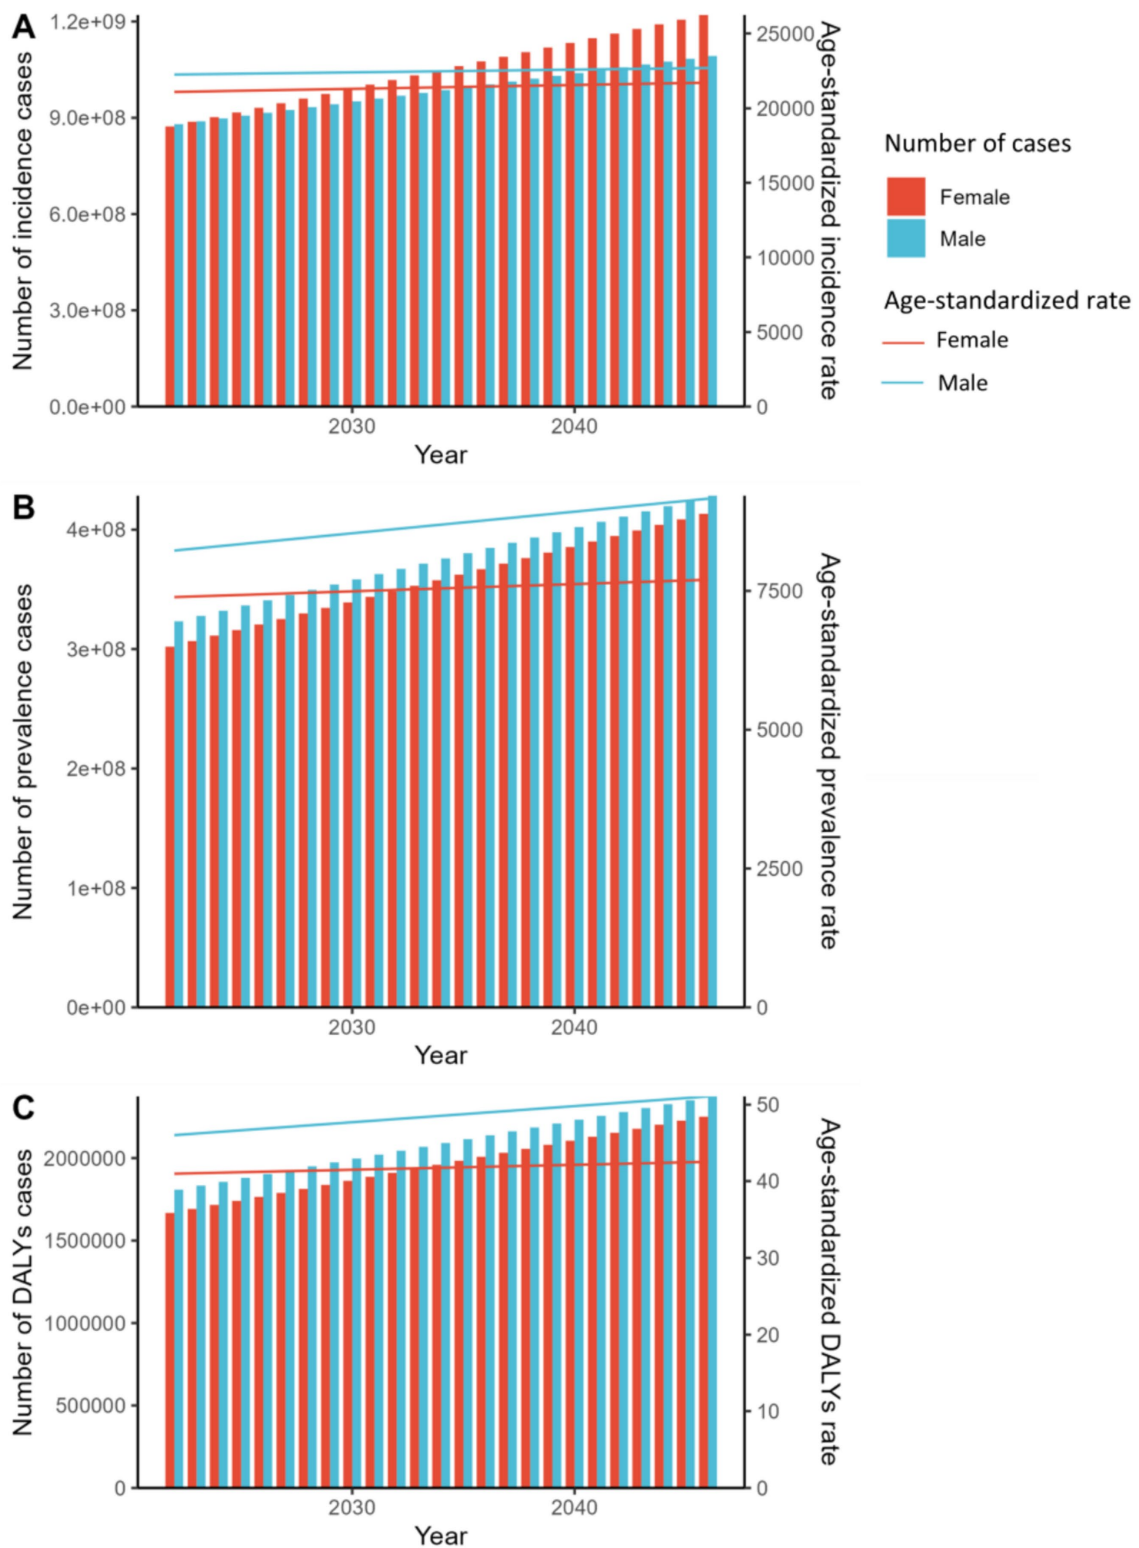 A
Number of incidence cases
1.2e+09
9.0e+08
6.0e+08
3.0e+08
0.0e+00
2030
2040
Year
25000
20000
15000
10000
5000
0
Age-standardized incidence rate
Number of cases
Female
Male
Age-standardized rate
Female
Male
B
Number of prevalence cases
4e+08
3e+08
2e+08
1e+08
0e+00
2030
2040
Year
7500
5000
2500
0
Age-standardized prevalence rate
C
Number of DALYs cases
2000000
1500000
1000000
500000
0
2030
2040
Year
50
40
30
20
10
0
Age-standardized DALYs rate